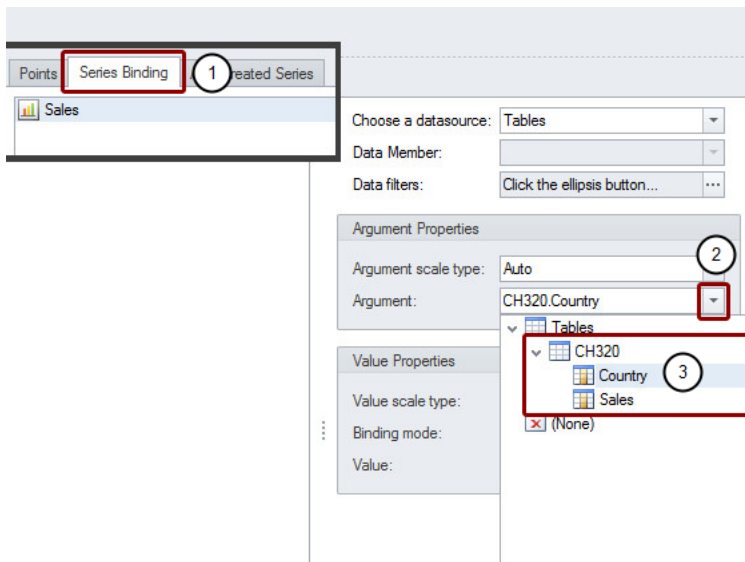 Points Series Binding 1 reated Series
Sales
Choose a datasource: Tables
Data Member:
Data filters: Click the ellipsis button... ...
Argument Properties
2
Argument scale type: Auto
Argument: CH320.Country
Tables
CH320
Value Properties
Country 3
Value scale type: Sales
Binding mode: (None)
Value: